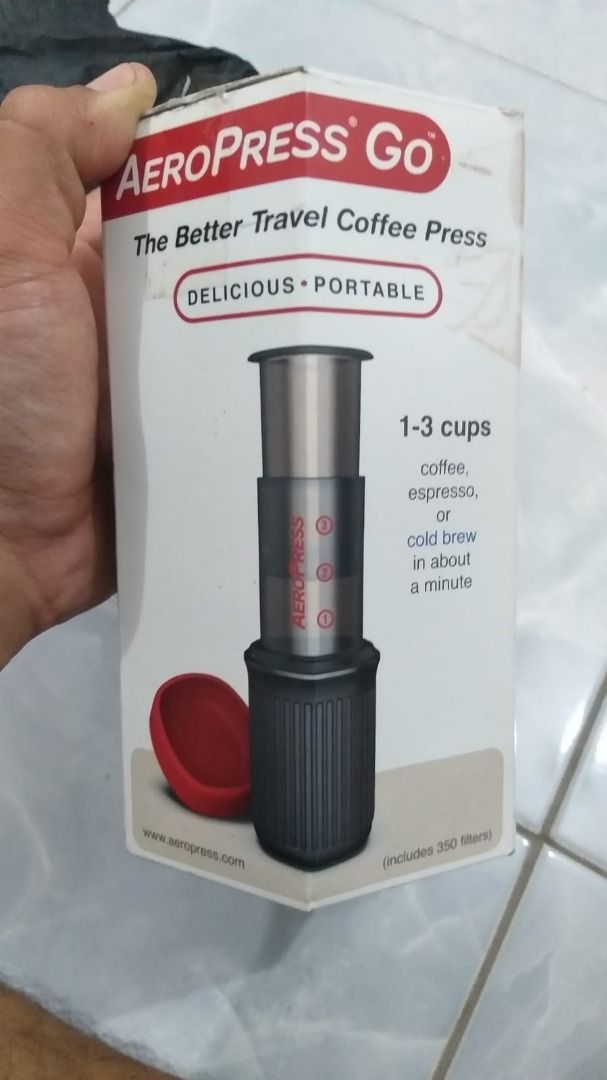 AEROPRESS® GO™
The Better Travel Coffee Press
DELICIOUS • PORTABLE
1-3 cups
coffee,
espresso,
or
cold brew
in about
a minute
AEROPRESS
3
2
1
www.aeropress.com
(includes 350 filters)